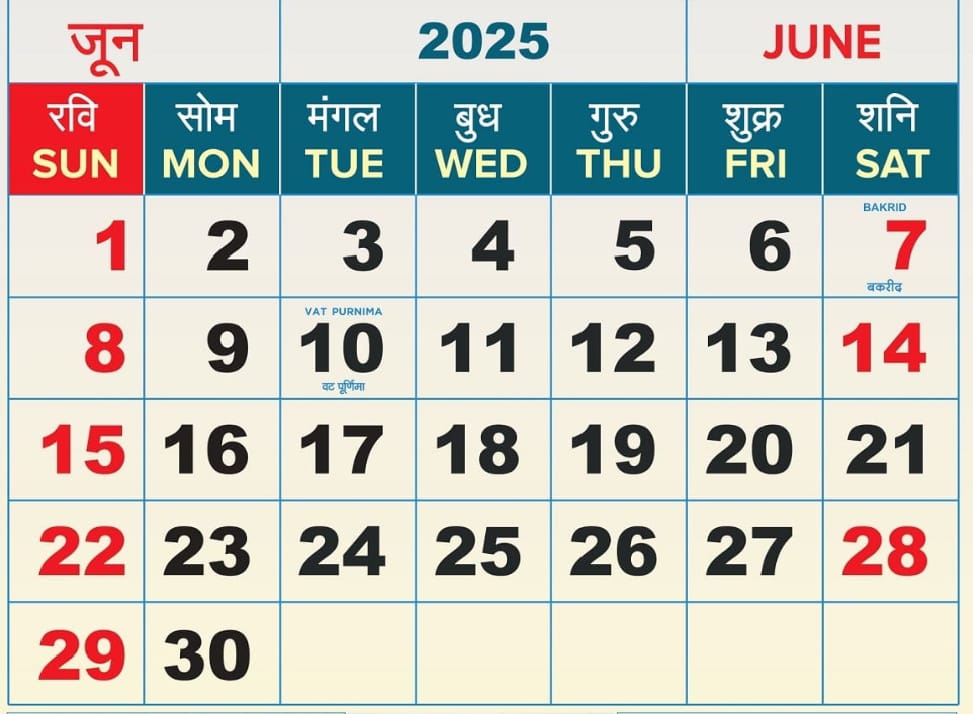 जून 2025 JUNE
रवि सोम मंगल बुध गुरु शुक्र शनि
SUN MON TUE WED THU FRI SAT
BAKRID
1 2 3 4 5 6 7
बकरीद
VAT PURNIMA
8 9 10 11 12 13 14
वट पूर्णिमा
15 16 17 18 19 20 21
22 23 24 25 26 27 28
29 30